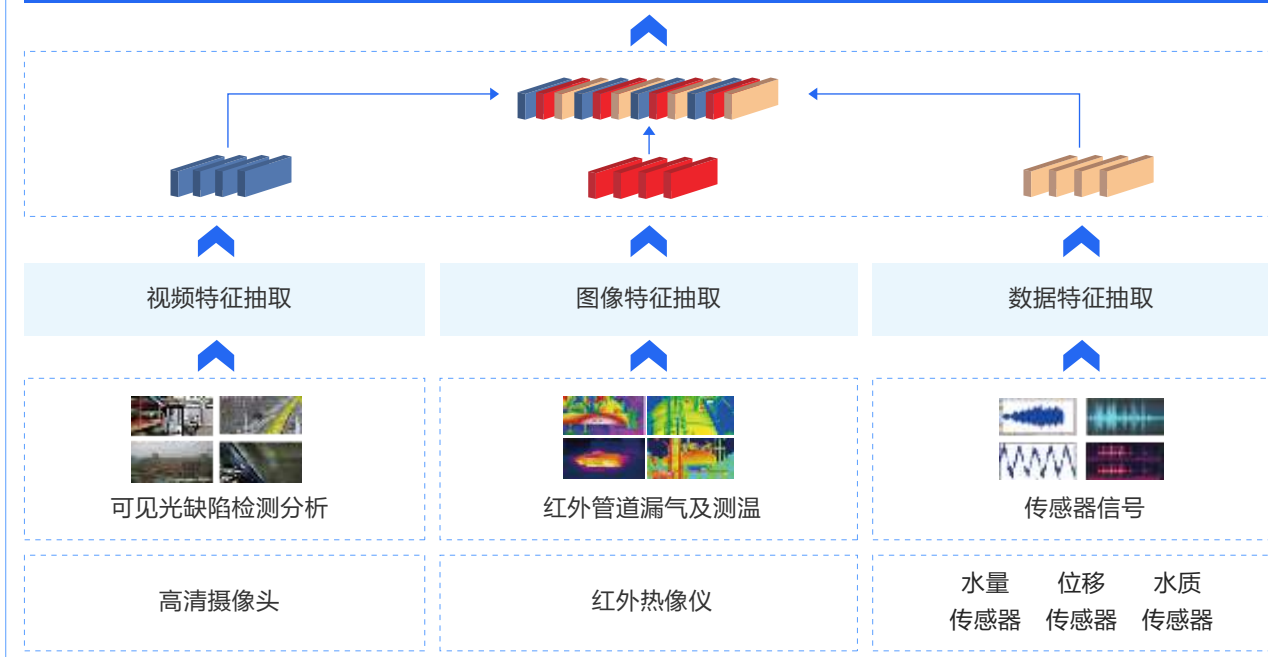 视频特征抽取
图像特征抽取
数据特征抽取
可见光缺陷检测分析
红外管道漏气及测温
传感器信号
高清摄像头
红外热像仪
水量 位移 水质
传感器 传感器 传感器